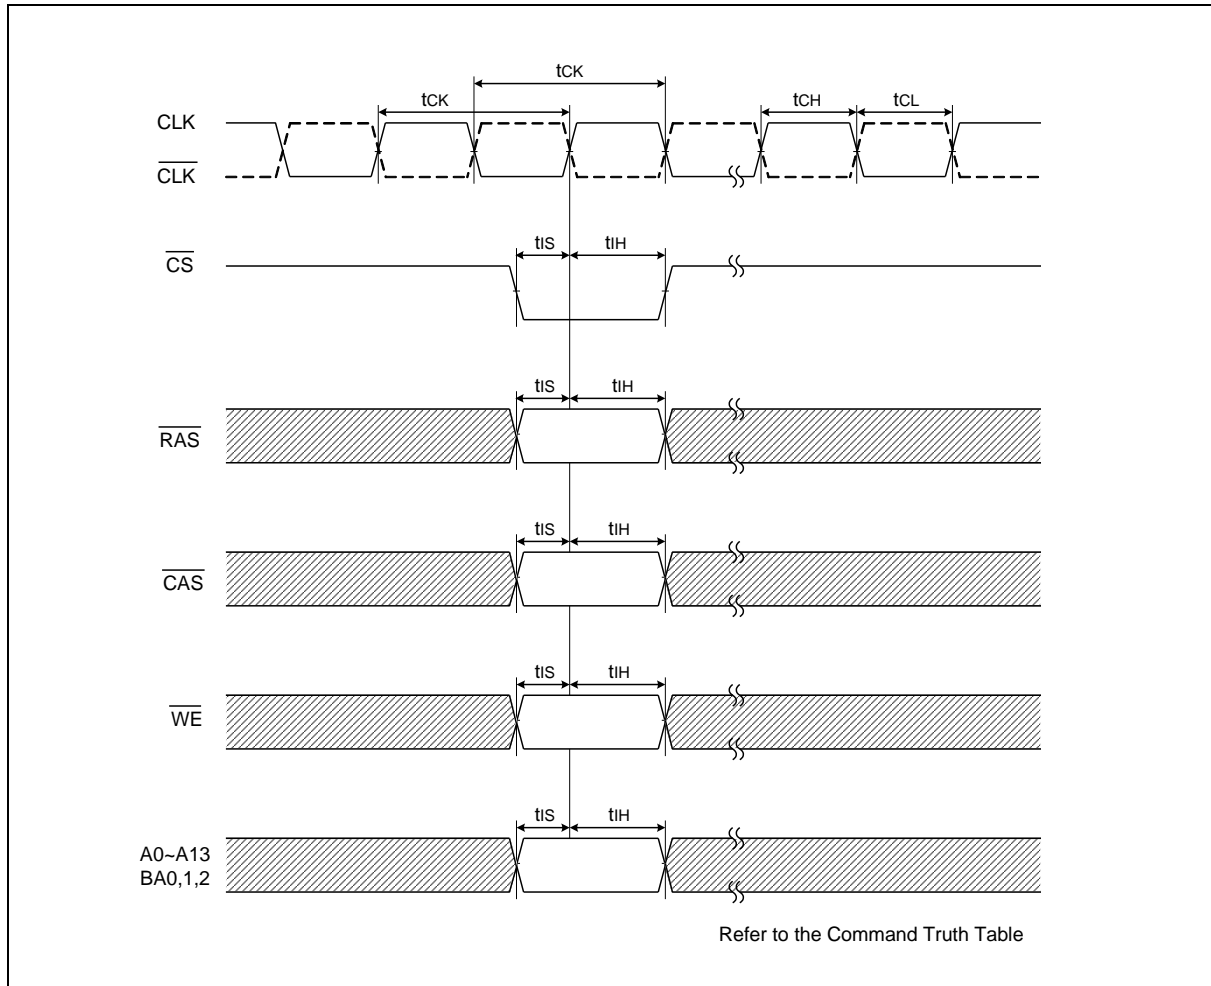 tCK
tCK
tCH
tCL
CLK
CLK
tIS
tIH
CS
tIS
tIH
RAS
tIS
tIH
CAS
tIS
tIH
WE
tIS
tIH
A0~A13
BA0,1,2
Refer to the Command Truth Table